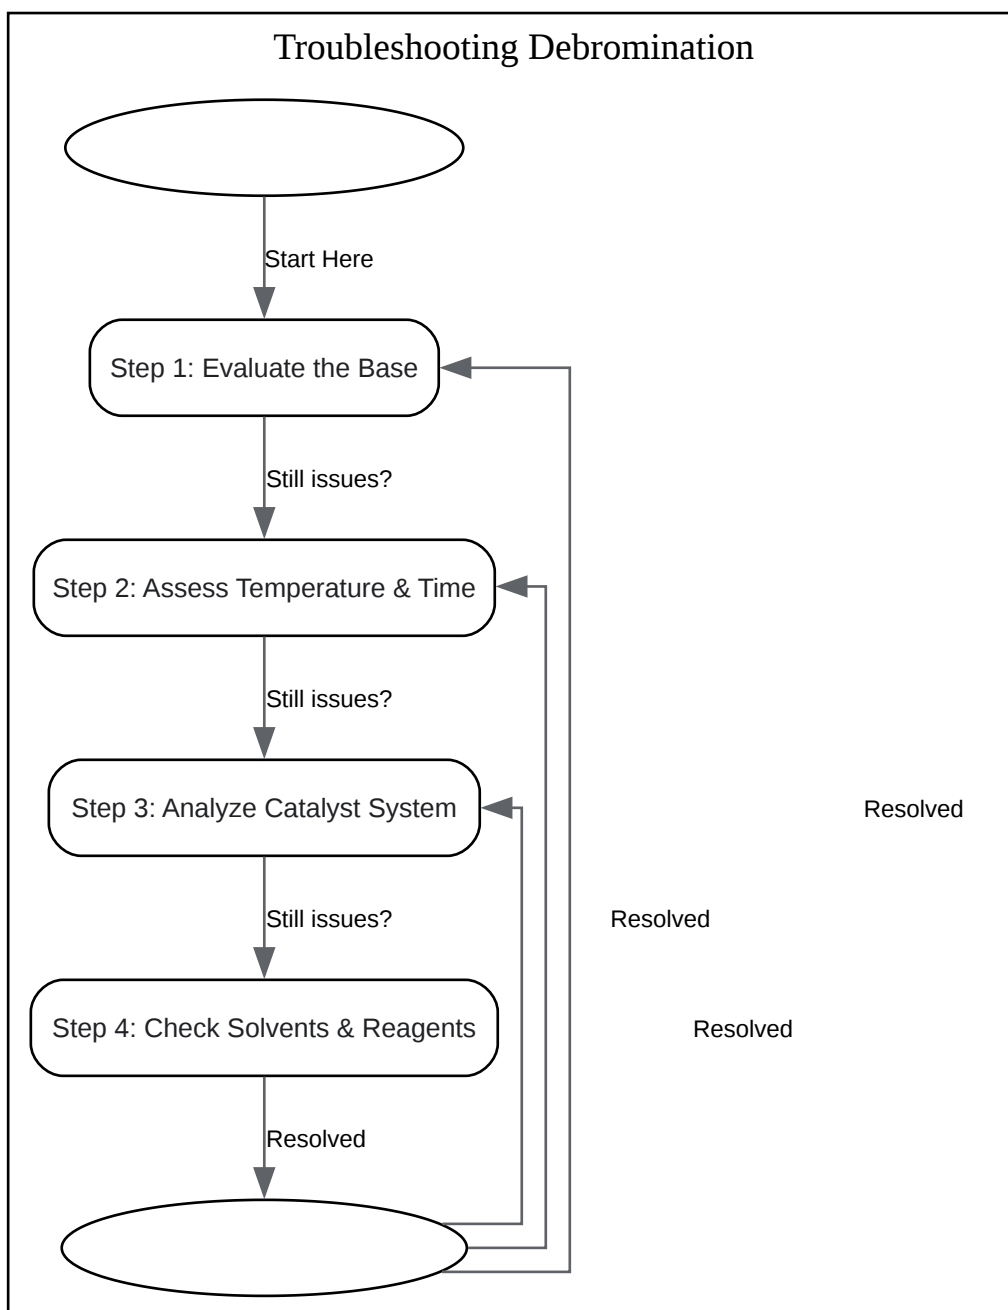 Troubleshooting Debromination
Start Here
Step 1: Evaluate the Base
Still issues?
Step 2: Assess Temperature & Time
Still issues?
Step 3: Analyze Catalyst System
Resolved
Still issues?
Resolved
Step 4: Check Solvents & Reagents
Resolved
Resolved